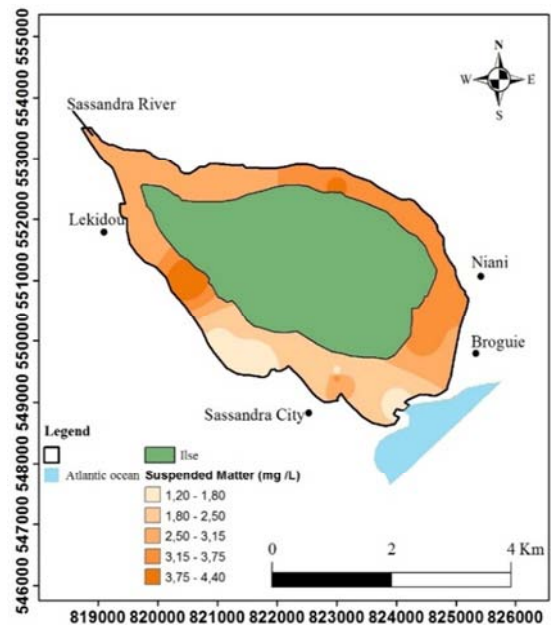 555000
554000
553000
552000
551000
550000
549000
548000
547000
546000
N
W E
S
Sassandra River
Lekidou
Niani
Broguie
Sassandra City
Legend
Ilse
Atlantic ocean
Suspended Matter (mg /L)
1,20 - 1,80
1,80 - 2,50
2,50 - 3,15
3,15 - 3,75
3,75 - 4,40
0 2 4 Km
819000 820000 821000 822000 823000 824000 825000 826000